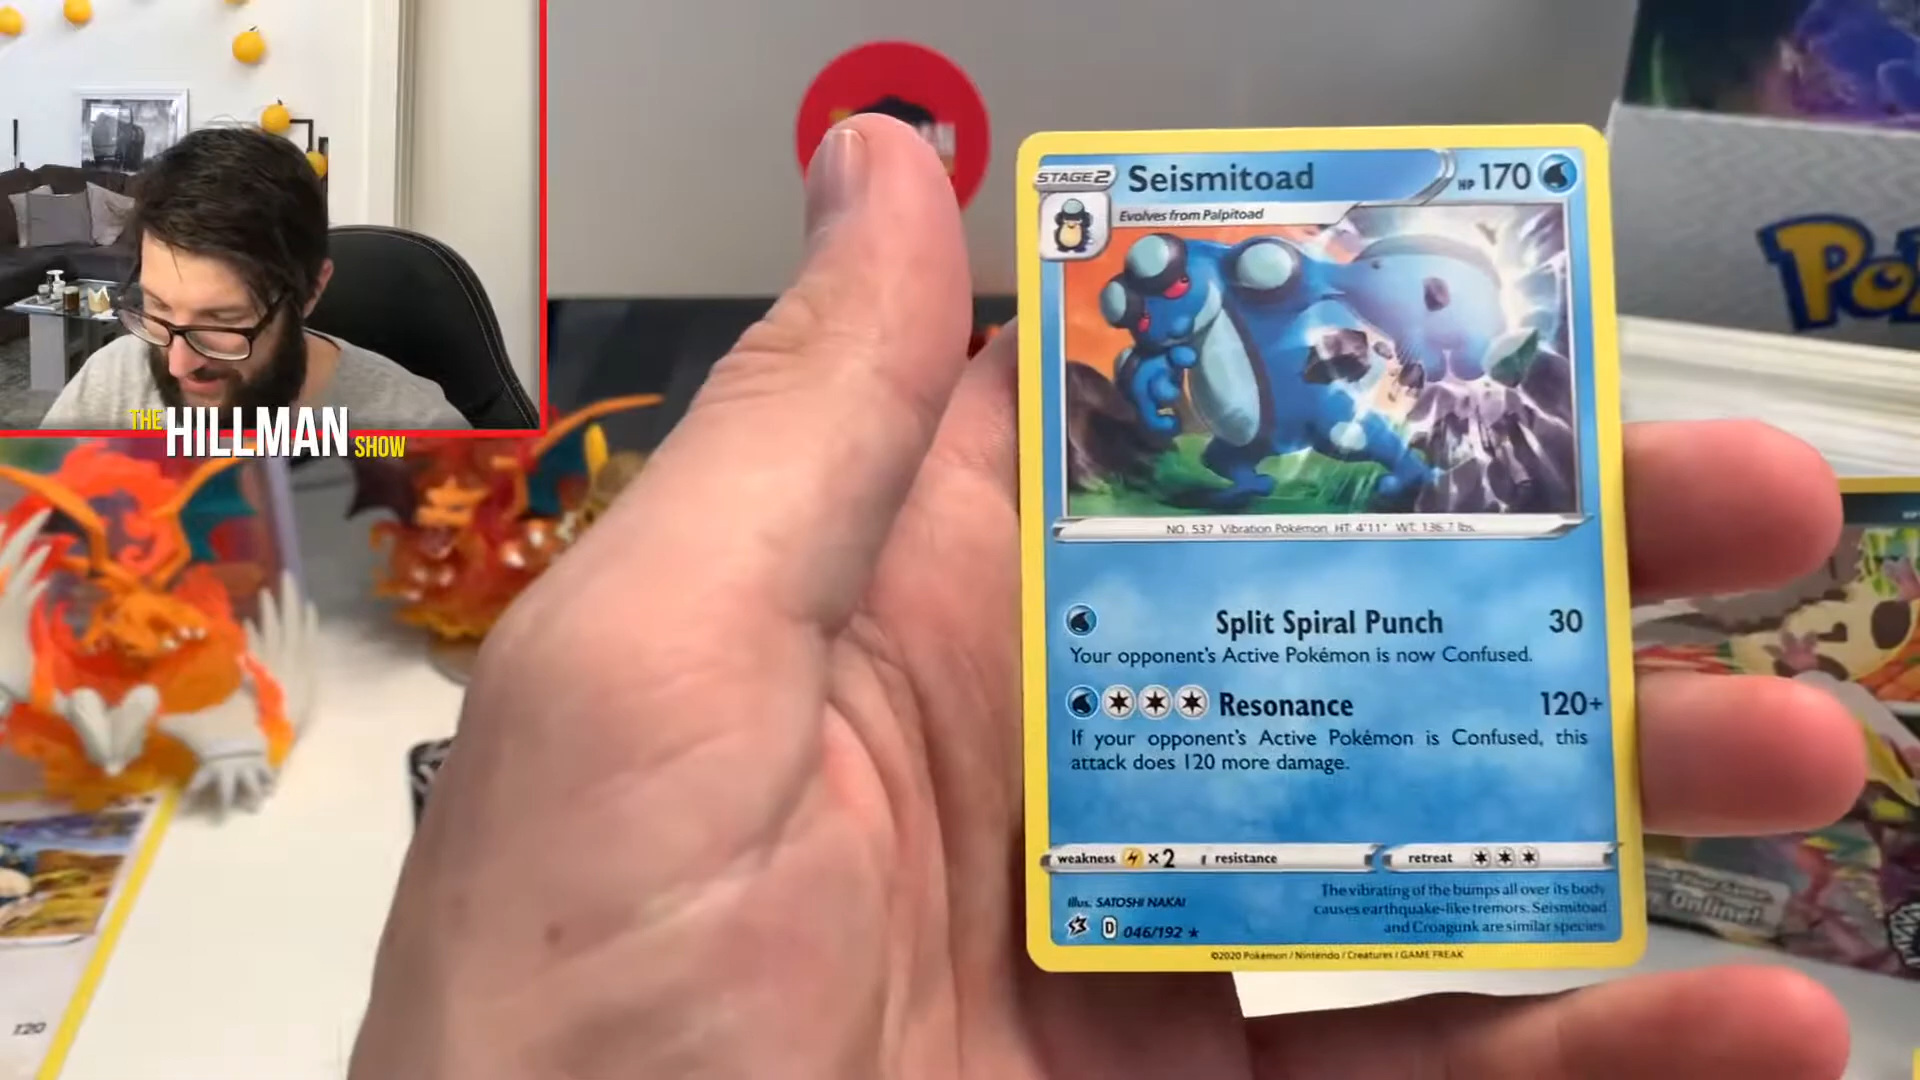 THE
HILLMAN
SHOW
STAGE2
Seismitoad
HP 170
Evolves from Palpitoad
NO. 537 Vibration Pokémon HT: 4'11" WT: 136.7 lbs.
Split Spiral Punch 30
Your opponent's Active Pokémon is now Confused.
Resonance 120+
If your opponent's Active Pokémon is Confused, this
attack does 120 more damage.
weakness ×2 resistance retreat
Illus. SATOSHI NAKAI
D 046/192 ★
The vibrating of the bumps all over its body
causes earthquake-like tremors. Seismitoad
and Croagunk are similar species.
©2020 Pokémon / Nintendo / Creatures / GAME FREAK
Online!
120